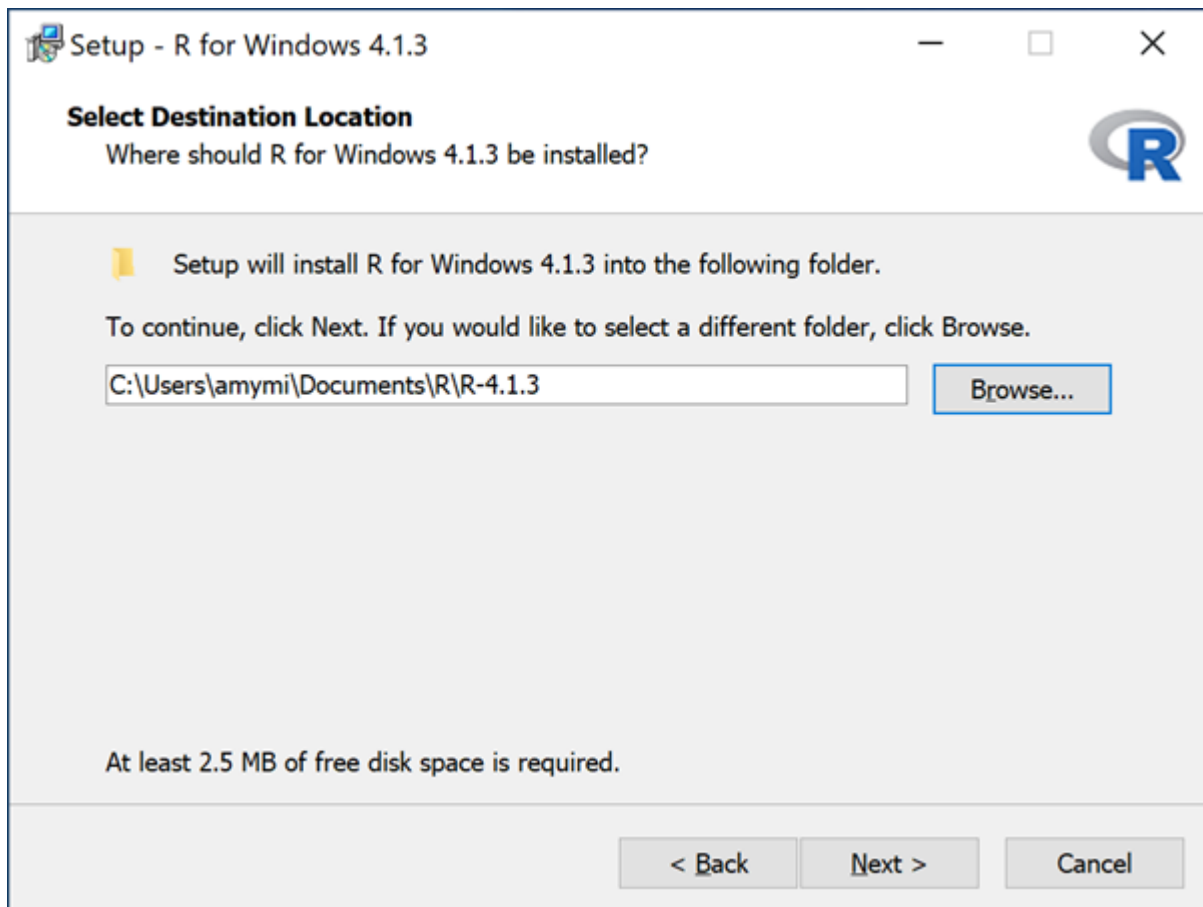 Setup - R for Windows 4.1.3
Select Destination Location
Where should R for Windows 4.1.3 be installed?
R
Setup will install R for Windows 4.1.3 into the following folder.
To continue, click Next. If you would like to select a different folder, click Browse.
C:\Users\amymi\Documents\R\R-4.1.3
Browse...
At least 2.5 MB of free disk space is required.
< Back
Next >
Cancel